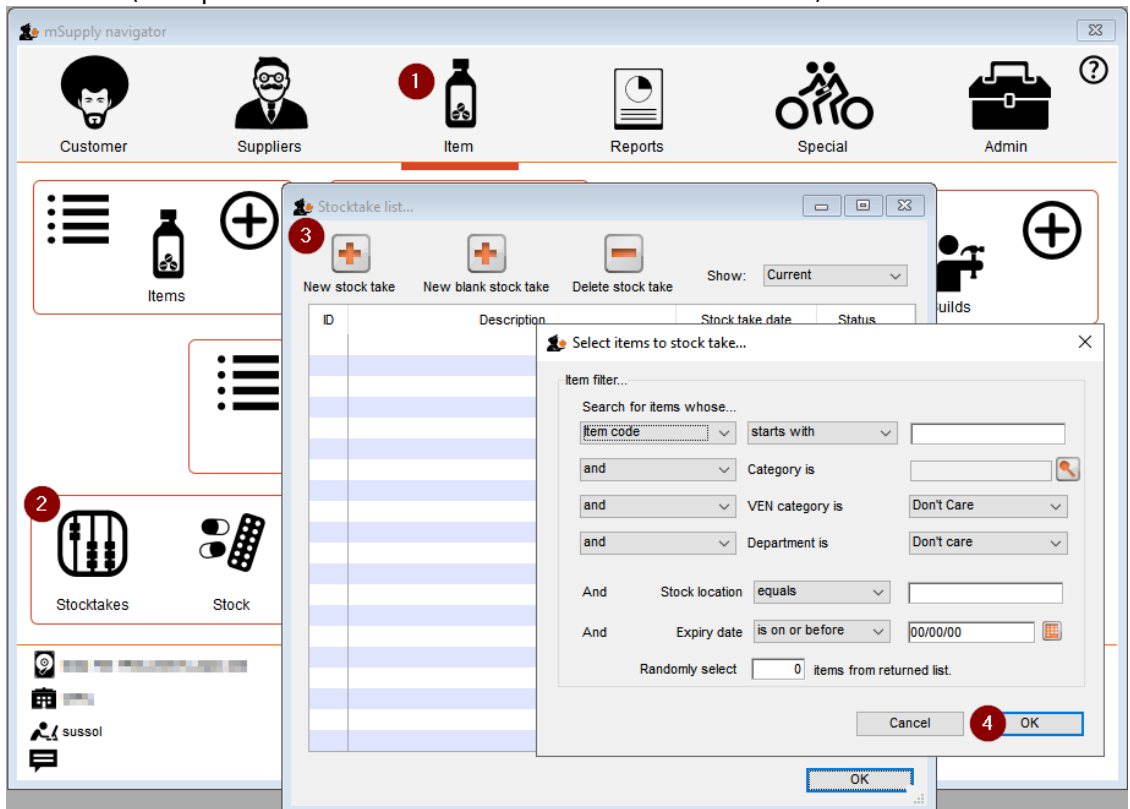 mSupply navigator
1
Customer Suppliers Item Reports Special Admin
Stocktake list...
3
New stock take New blank stock take Delete stock take Show: Current
Items
ID Description Stock take date Status
Select items to stock take...
Item filter...
Search for items whose...
Item code starts with
and Category is
and VEN category is Don't Care
and Department is Don't care
And Stock location equals
And Expiry date is on or before 00/00/00
Randomly select 0 items from returned list.
Cancel 4 OK
OK
2
Stocktakes Stock
sussol